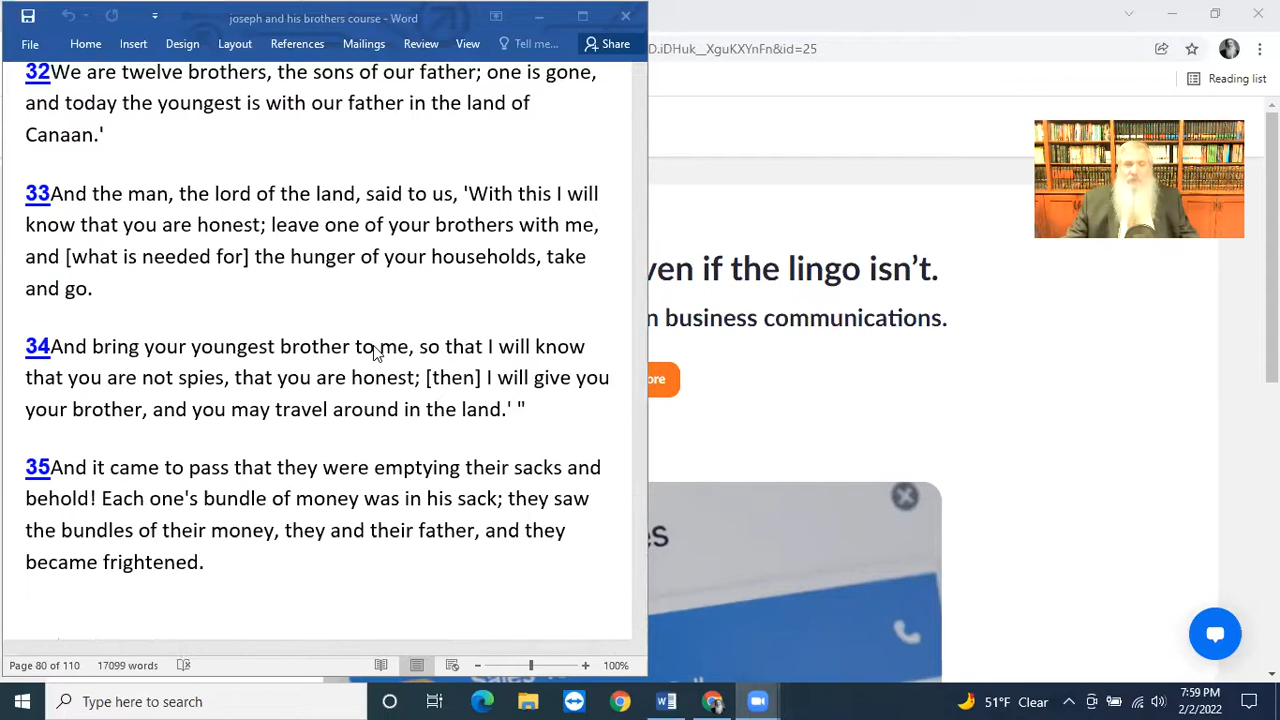 joseph and his brothers course - Word
File Home Insert Design Layout References Mailings Review View Tell me... Share
32We are twelve brothers, the sons of our father; one is gone,
and today the youngest is with our father in the land of
Canaan.'
33And the man, the lord of the land, said to us, 'With this I will
know that you are honest; leave one of your brothers with me,
and [what is needed for] the hunger of your households, take
and go.
34And bring your youngest brother to me, so that I will know
that you are not spies, that you are honest; [then] I will give you
your brother, and you may travel around in the land.' "
35And it came to pass that they were emptying their sacks and
behold! Each one's bundle of money was in his sack; they saw
the bundles of their money, they and their father, and they
became frightened.
Page 80 of 110 17099 words 100%
D.iDHuk__XguKXYnFn&id=25
Reading list
ven if the lingo isn't.
n business communications.
ore
es
Type here to search
51°F Clear
7:59 PM
2/2/2022